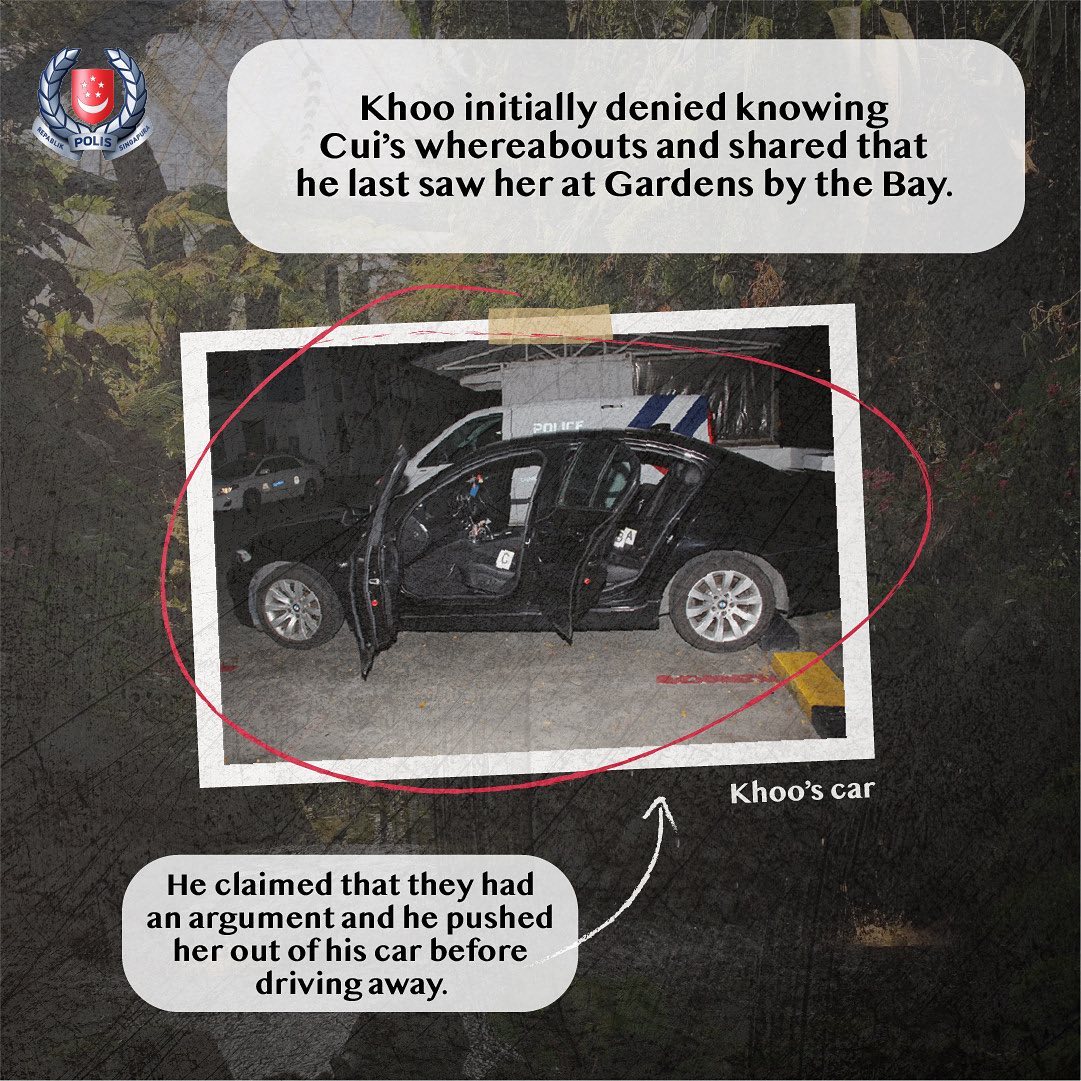 REPABLIK POLIS SINGAPURA
Khoo initially denied knowing
Cui's whereabouts and shared that
he last saw her at Gardens by the Bay.
POLICE
C
A
Khoo's car
He claimed that they had
an argument and he pushed
her out of his car before
driving away.